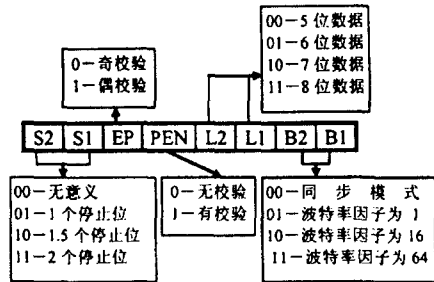 00－5 位数据
01－6 位数据
10－7 位数据
11－8 位数据
0－奇校验
1－偶校验
S2 S1 EP PEN L2 L1 B2 B1
00－无意义
01－1 个停止位
10－1.5 个停止位
11－2 个停止位
0－无校验
1－有校验
00－同 步 模 式
01－波特率因子为 1
10－波特率因子为 16
11－波特率因子为 64